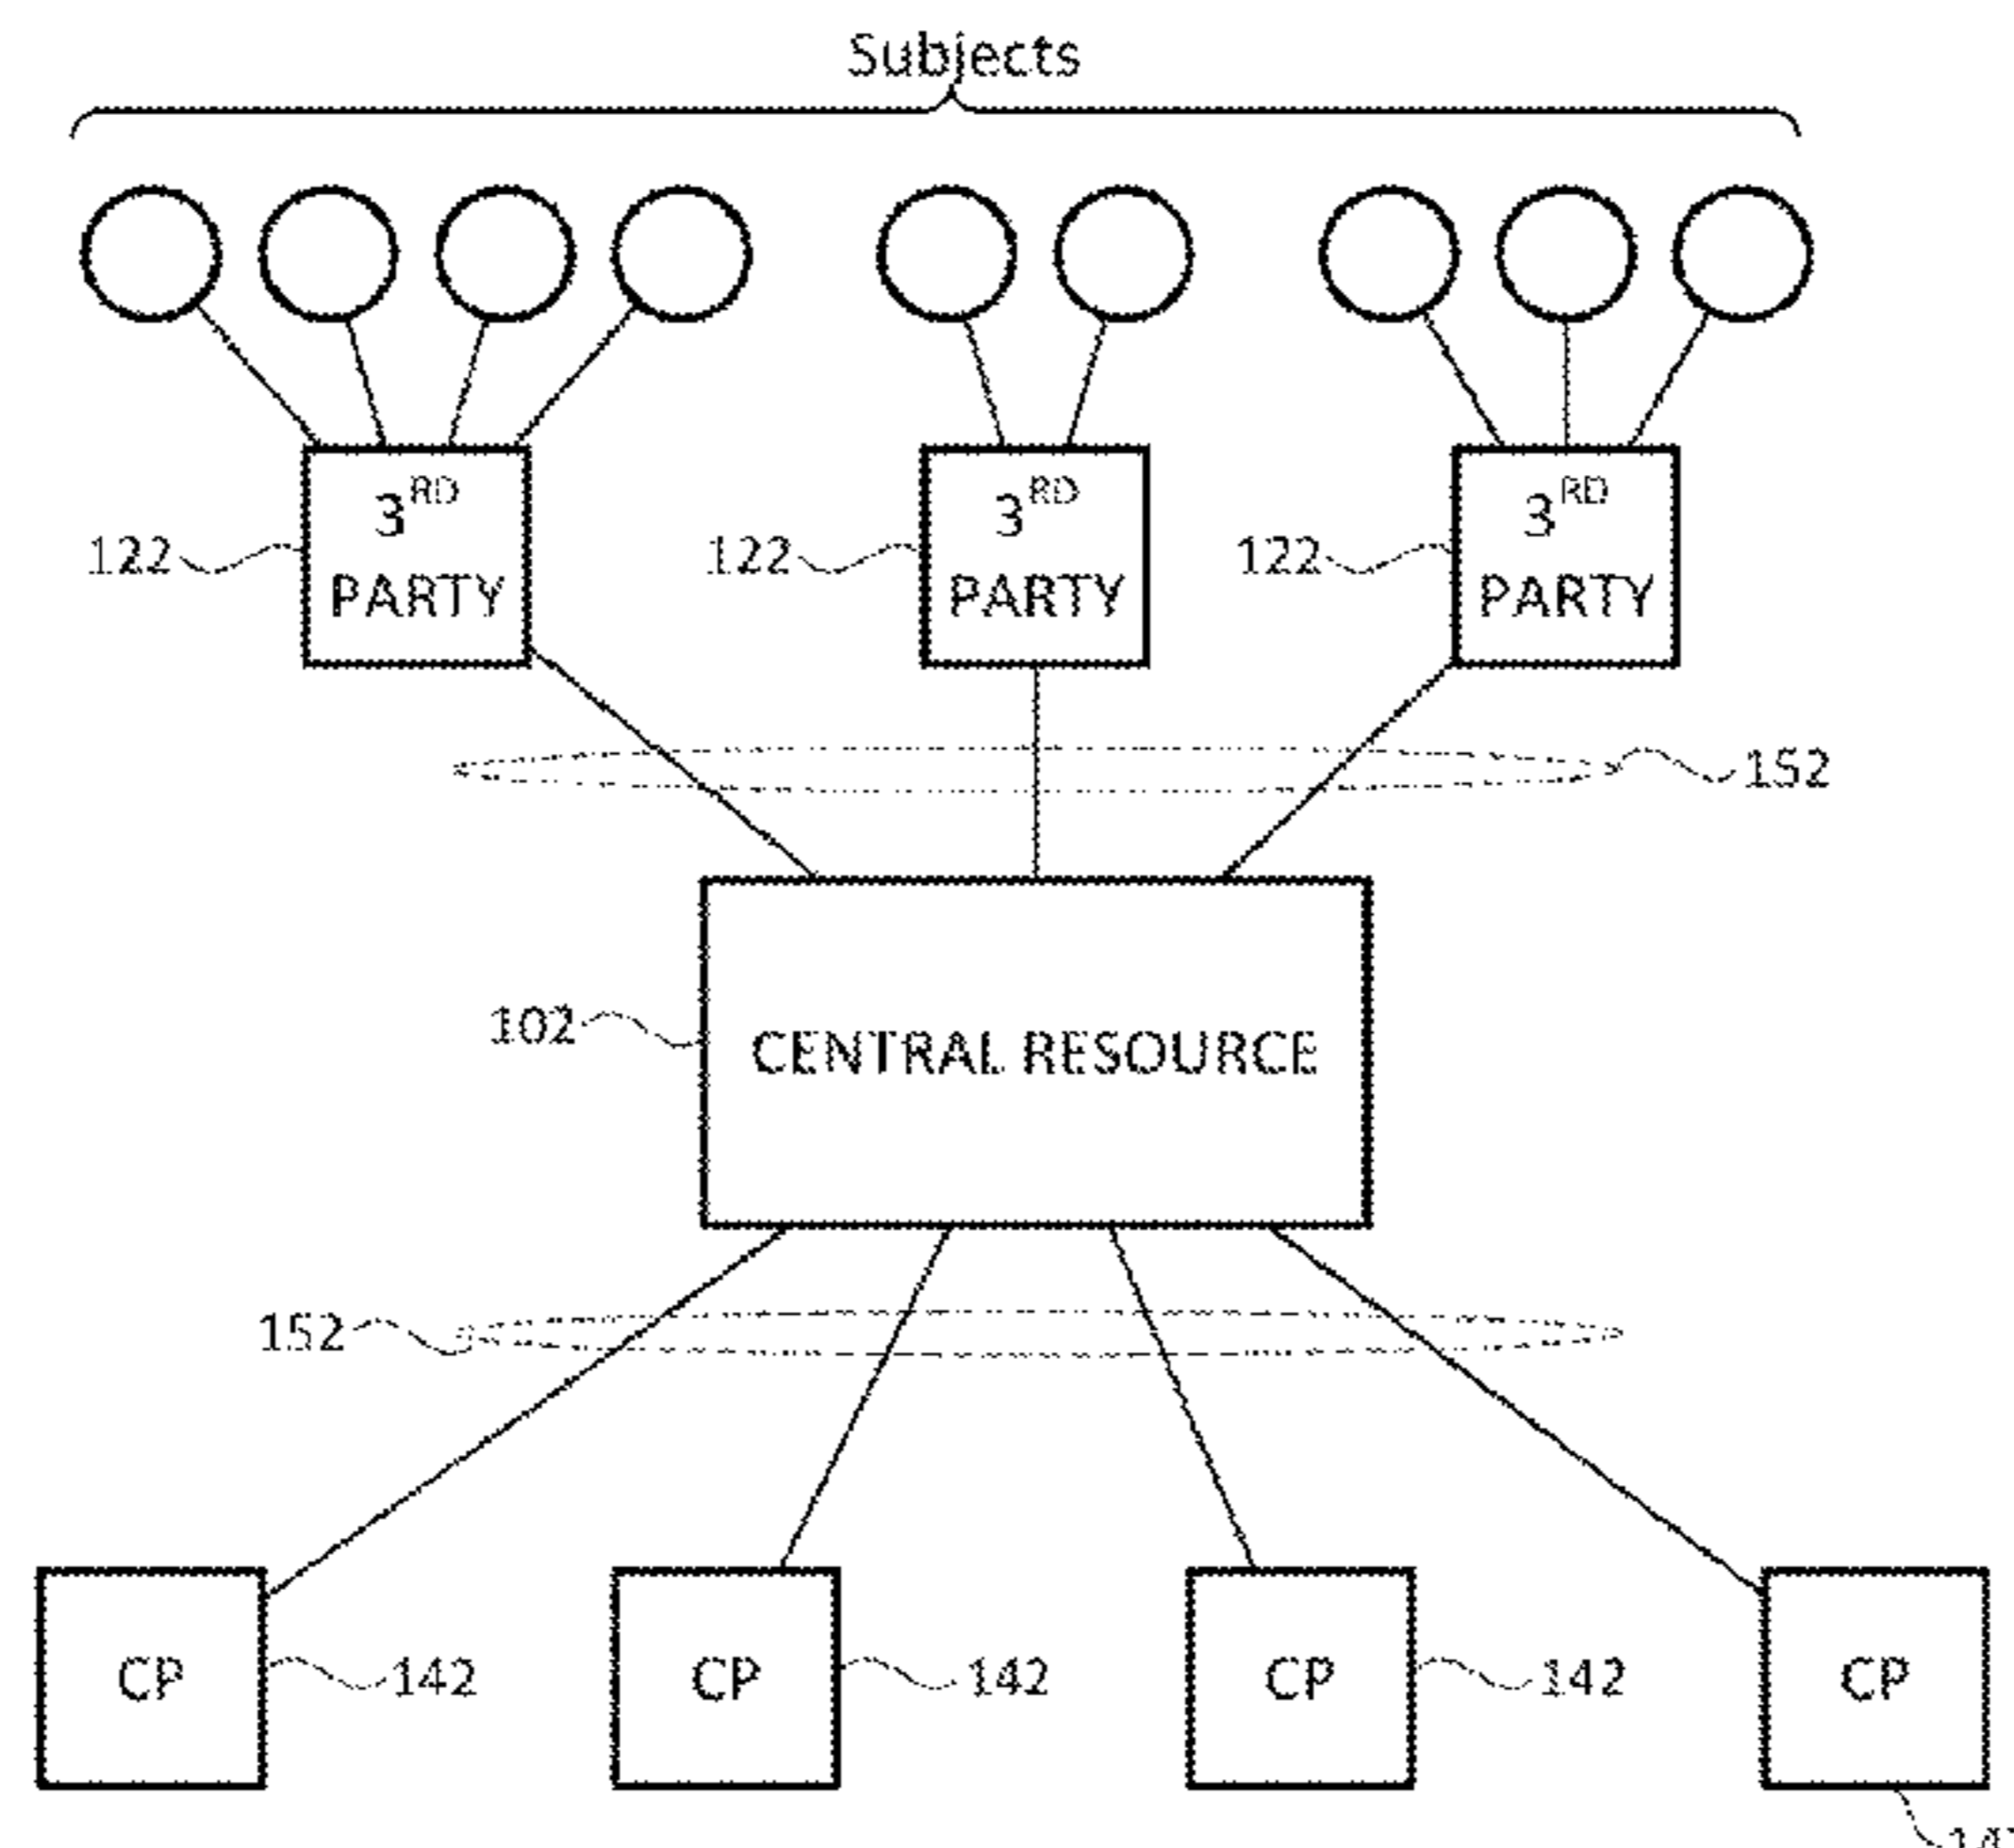 Subjects
3RD 3RD 3RD
122 122 122
PARTY PARTY PARTY
152
102
CENTRAL RESOURCE
152
CP 142 CP 142 CP 142 CP